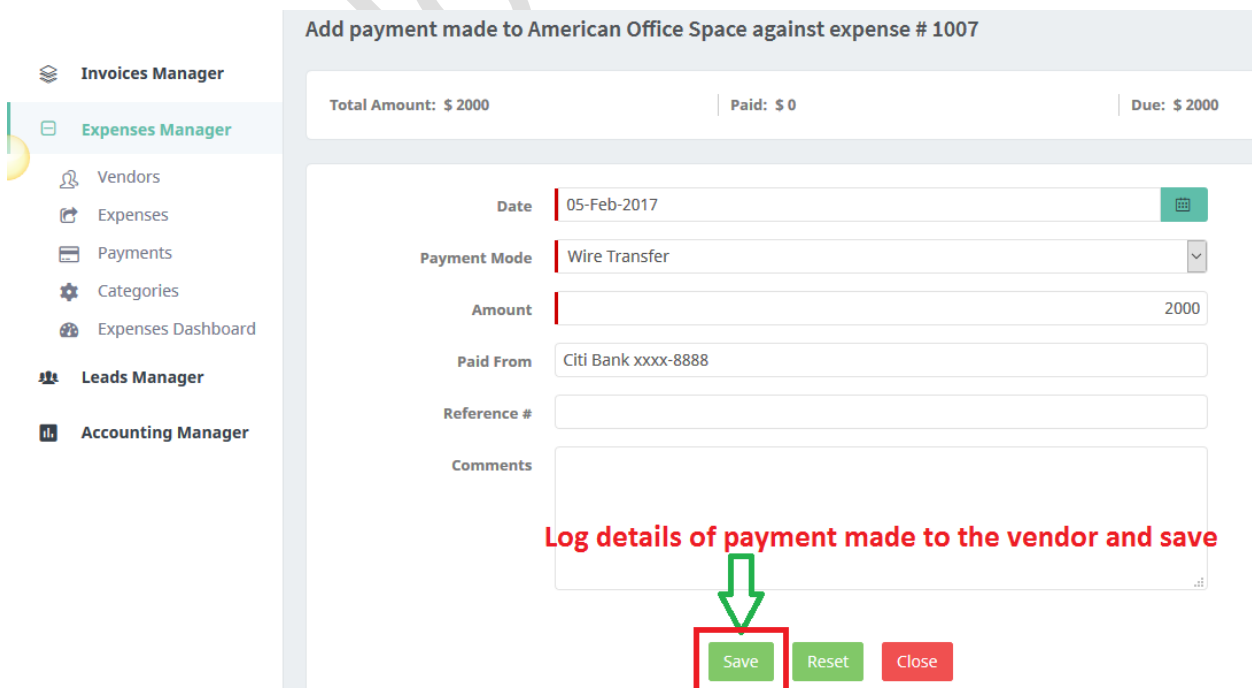 Add payment made to American Office Space against expense # 1007
Invoices Manager
Expenses Manager
Vendors
Expenses
Payments
Categories
Expenses Dashboard
Leads Manager
Accounting Manager
Total Amount: $ 2000 Paid: $ 0 Due: $ 2000
Date 05-Feb-2017
Payment Mode Wire Transfer
Amount 2000
Paid From Citi Bank xxxx-8888
Reference #
Comments
Log details of payment made to the vendor and save
Save Reset Close